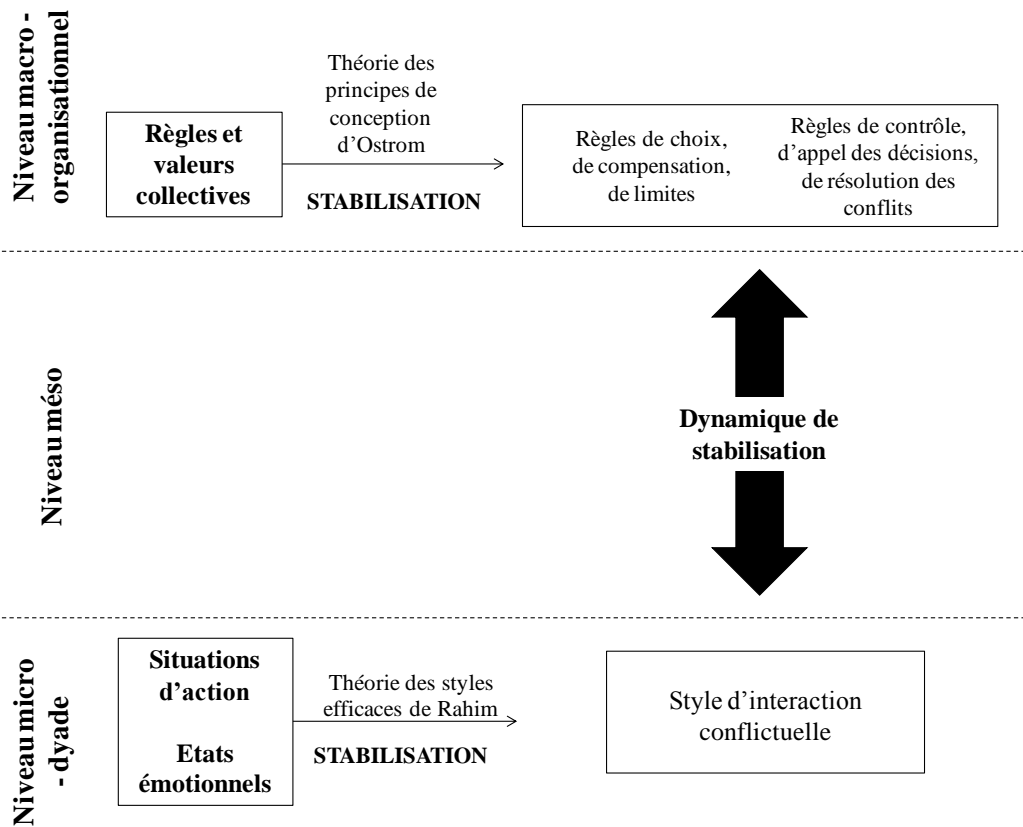 Niveau macro -
organisationnel
Règles et
valeurs
collectives
Théorie des
principes de
conception
d'Ostrom
STABILISATION
Règles de choix,
de compensation,
de limites
Règles de contrôle,
d'appel des décisions,
de résolution des
conflits
Niveau méso
Dynamique de
stabilisation
Niveau micro
- dyade
Situations
d'action
Etats
émotionnels
Théorie des styles
efficaces de Rahim
STABILISATION
Style d'interaction
conflictuelle